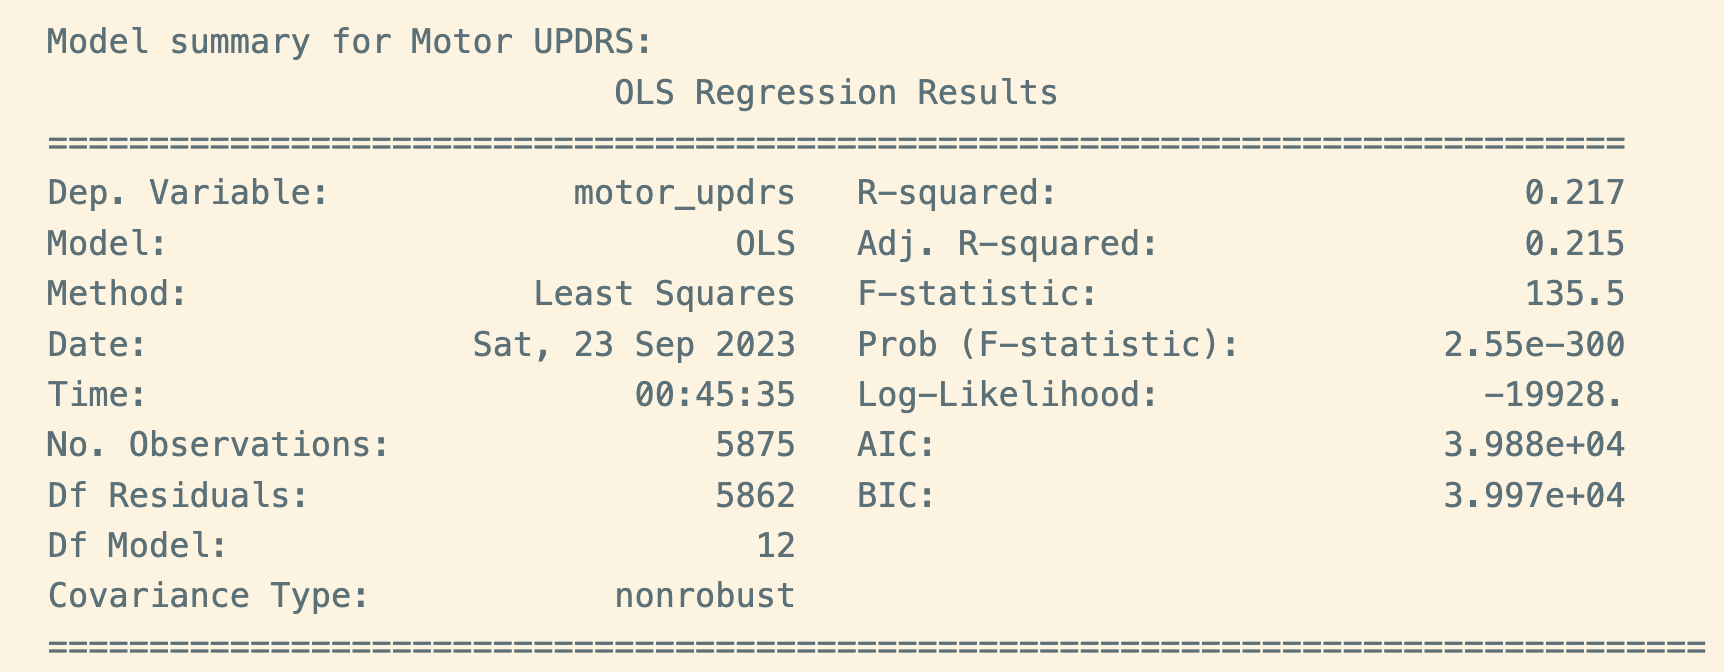 Model summary for Motor UPDRS:
OLS Regression Results
==============================================================================
Dep. Variable: motor_updrs R-squared: 0.217
Model: OLS Adj. R-squared: 0.215
Method: Least Squares F-statistic: 135.5
Date: Sat, 23 Sep 2023 Prob (F-statistic): 2.55e-300
Time: 00:45:35 Log-Likelihood: -19928.
No. Observations: 5875 AIC: 3.988e+04
Df Residuals: 5862 BIC: 3.997e+04
Df Model: 12
Covariance Type: nonrobust
==================================================================================